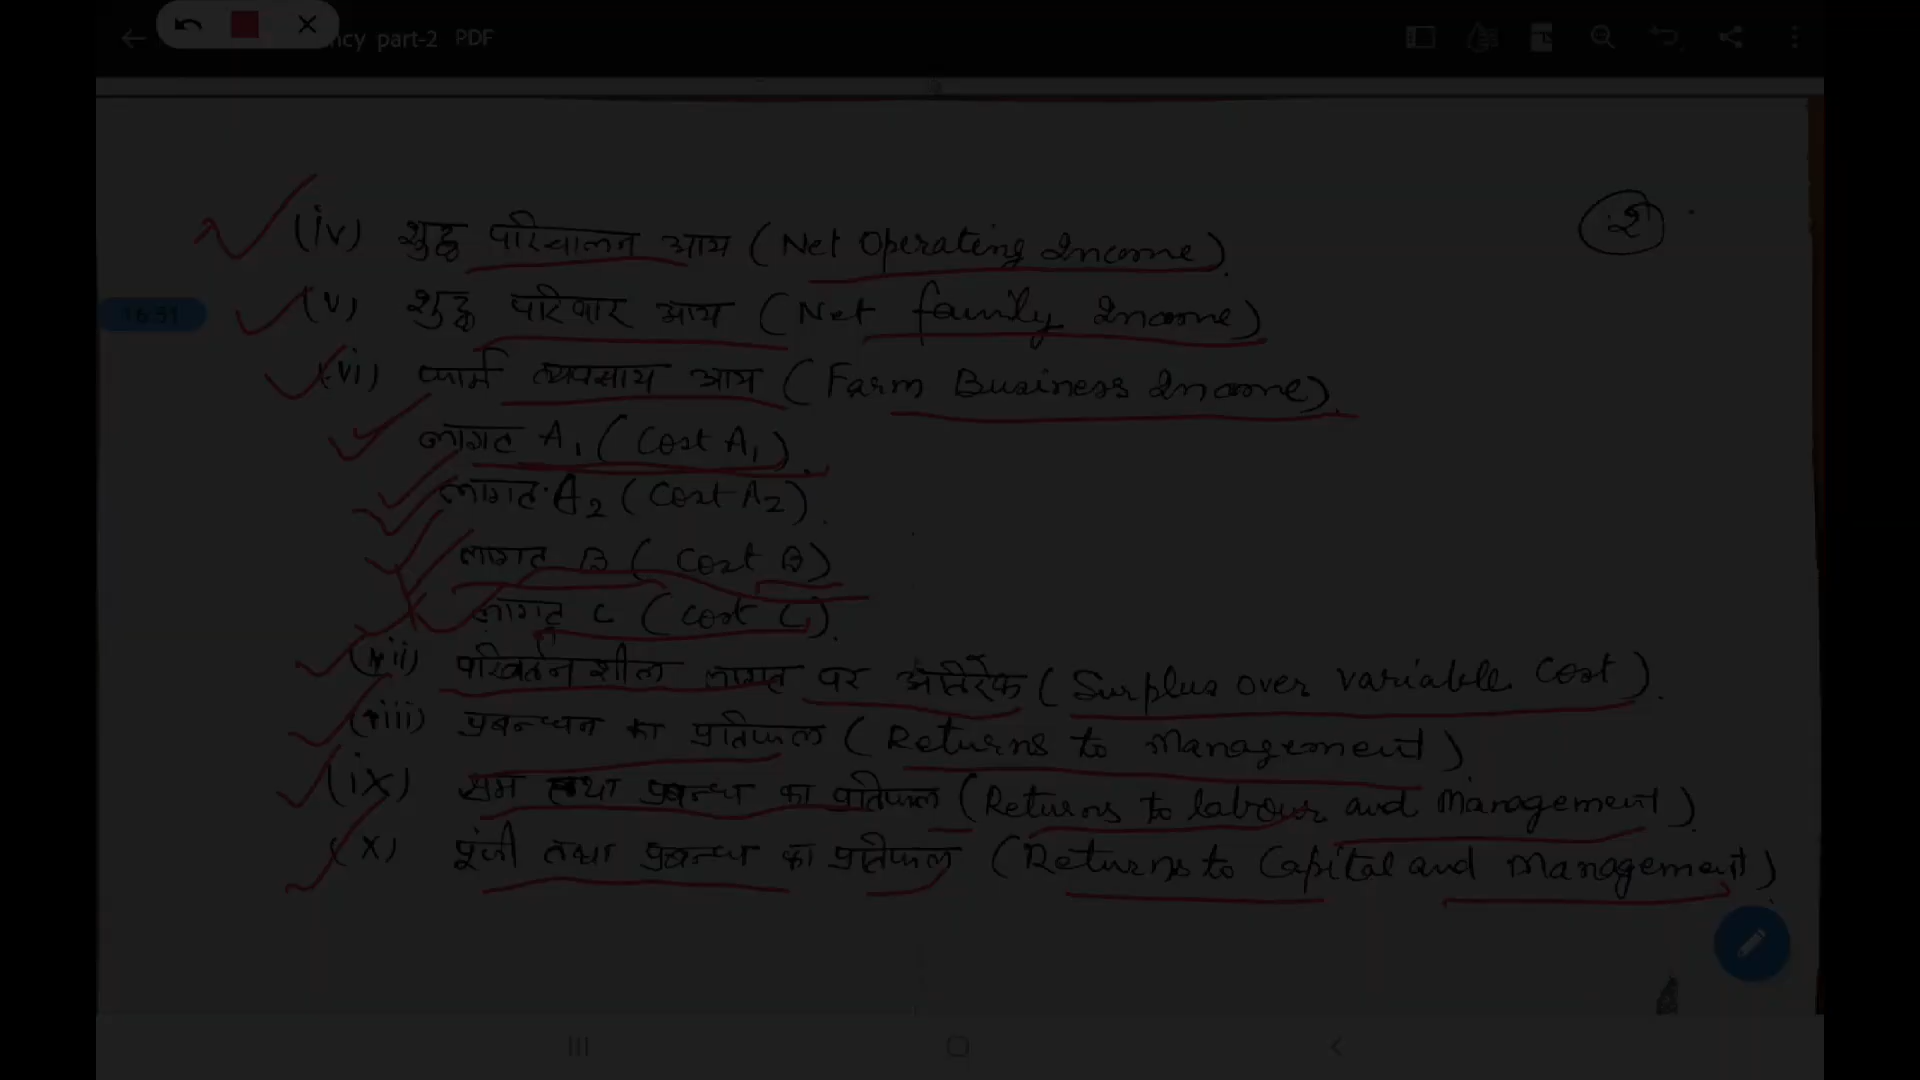 ncy part-2 PDF
२
(iv) शुद्ध परिचालन आय (Net Operating Income).
16:51
(v) शुद्ध परिवार आय (Net family Income)
(vi) फार्म व्यवसाय आय (Farm Business Income).
लागत A1 (Cost A1).
लागत A2 (Cost A2).
लागत B (Cost B)
लागत C (Cost C).
(vii) परिवर्तनशील लागत पर अतिरेक (Surplus over variable cost).
(viii) प्रबन्धन का प्रतिफल (Returns to Management).
(ix) श्रम तथा प्रबन्ध का प्रतिफल (Returns to labour and Management).
(x) पूंजी तथा प्रबन्ध का प्रतिफल (Returns to Capital and Management).